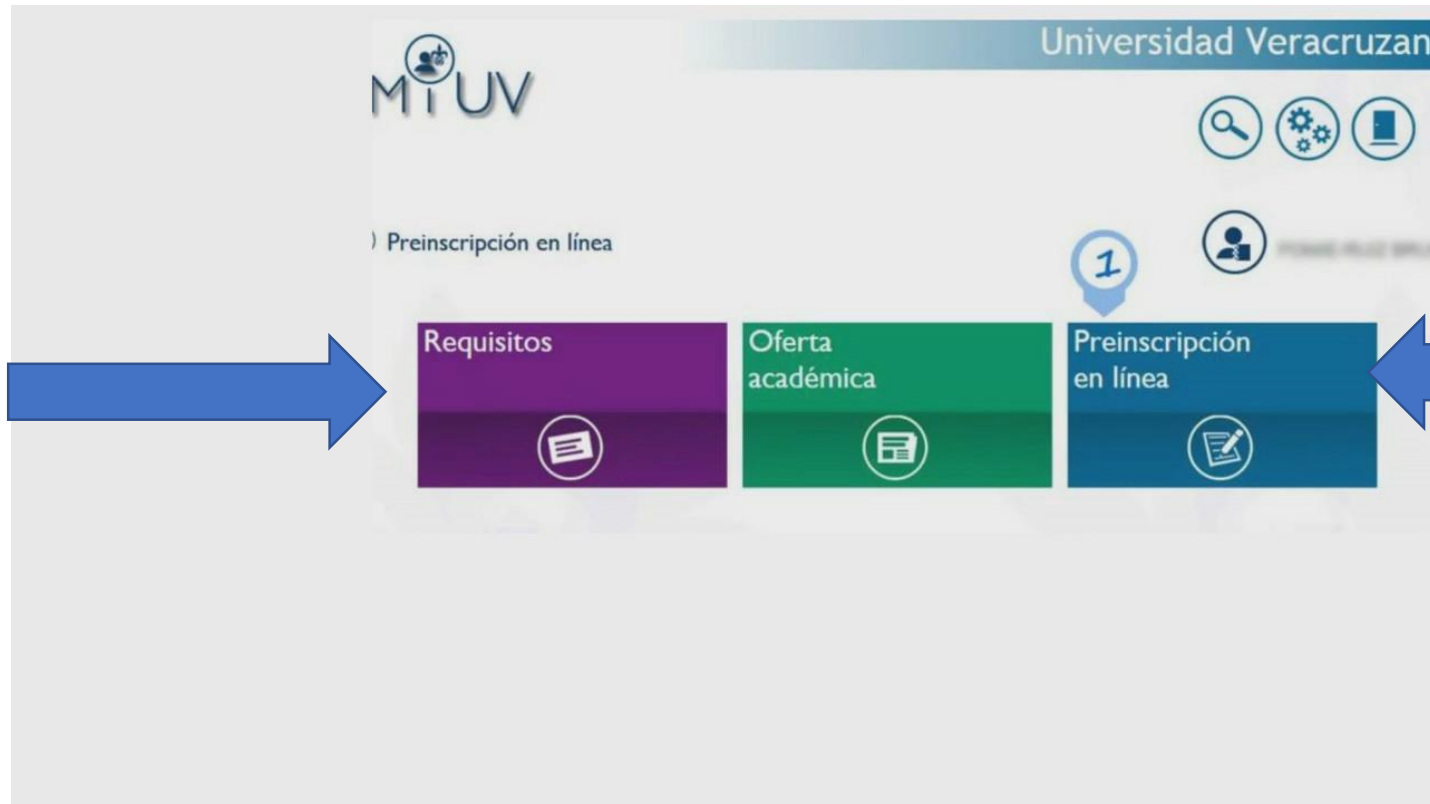 Universidad Veracruzan
MiUV
Preinscripción en línea
1
Requisitos
Oferta
académica
Preinscripción
en línea